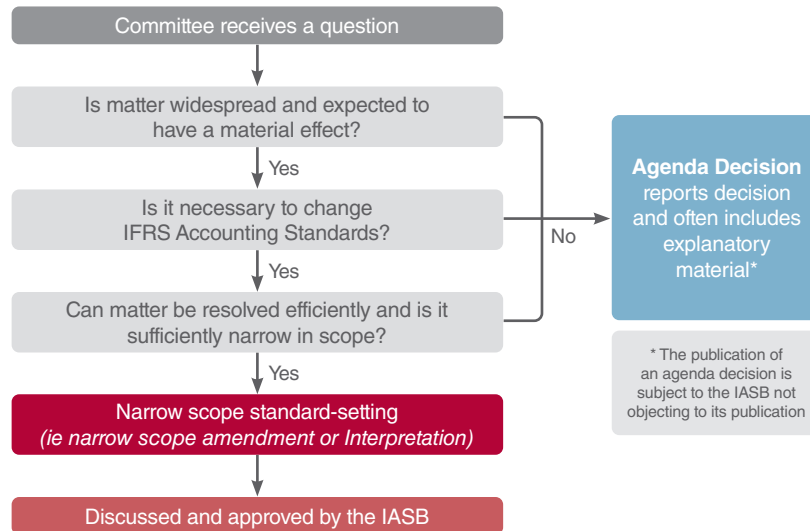 Committee receives a question
Is matter widespread and expected to
have a material effect?
Yes
Is it necessary to change
IFRS Accounting Standards?
Yes
Can matter be resolved efficiently and is it
sufficiently narrow in scope?
Yes
Narrow scope standard-setting
(ie narrow scope amendment or Interpretation)
Discussed and approved by the IASB
No
Agenda Decision
reports decision
and often includes
explanatory
material*
* The publication of
an agenda decision is
subject to the IASB not
objecting to its publication